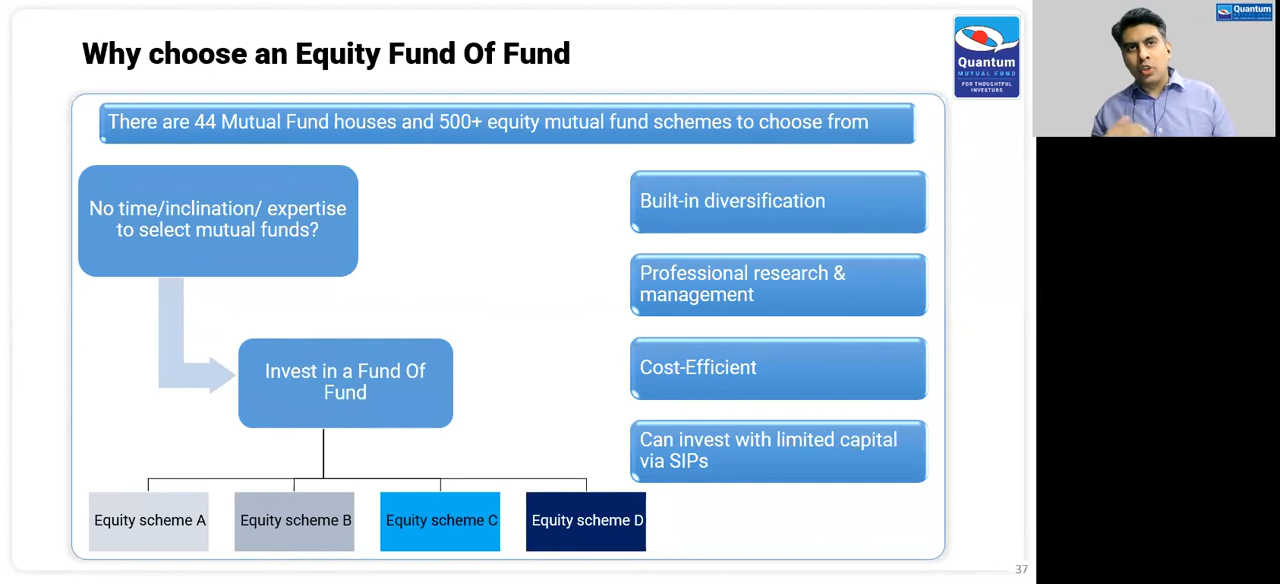 Why choose an Equity Fund Of Fund
Quantum
MUTUAL FUND
FOR THOUGHTFUL
INVESTORS
There are 44 Mutual Fund houses and 500+ equity mutual fund schemes to choose from
No time/inclination/ expertise
to select mutual funds?
Invest in a Fund Of
Fund
Equity scheme A
Equity scheme B
Equity scheme C
Equity scheme D
Built-in diversification
Professional research &
management
Cost-Efficient
Can invest with limited capital
via SIPs
37
Quantum